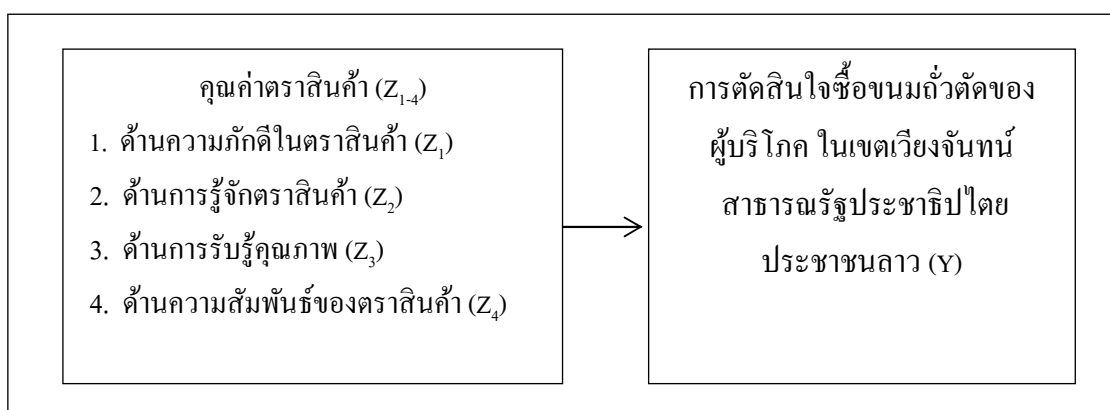 คุณค่าตราสินค้า (Z₁₋₄)
1. ด้านความภักดีในตราสินค้า (Z₁)
2. ด้านการรู้จักตราสินค้า (Z₂)
3. ด้านการรับรู้คุณภาพ (Z₃)
4. ด้านความสัมพันธ์ของตราสินค้า (Z₄)
การตัดสินใจซื้อขนมถั่วตัดของ
ผู้บริโภค ในเขตเวียงจันทน์
สาธารณรัฐประชาธิปไตย
ประชาชนลาว (Y)